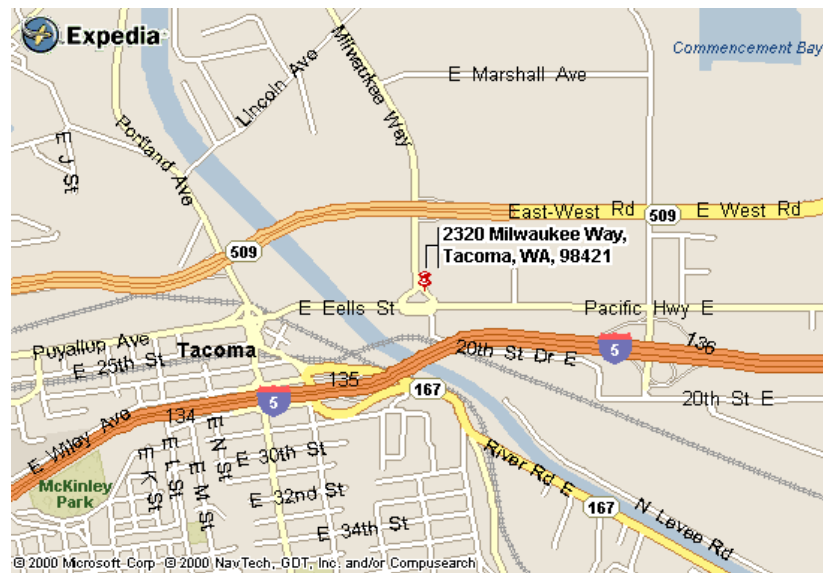 Expedia
Commencement Bay
E Marshall Ave
Milwaukee Way
Lincoln Ave
Portland Ave
E J St
East-West Rd
509
E West Rd
509
2320 Milwaukee Way,
Tacoma, WA, 98421
E Eells St
Pacific Hwy E
Puyallup Ave
Tacoma
E 25th St
20th St Dr E
5
136
135
167
5
20th St E
134
E Wiley Ave
E N St
E L St
E K St
E M St
E 30th St
River Rd E
McKinley
Park
E 32nd St
167
N Levee Rd
E 34th St
© 2000 Microsoft Corp © 2000 NavTech, GDT, Inc. and/or Compusearch